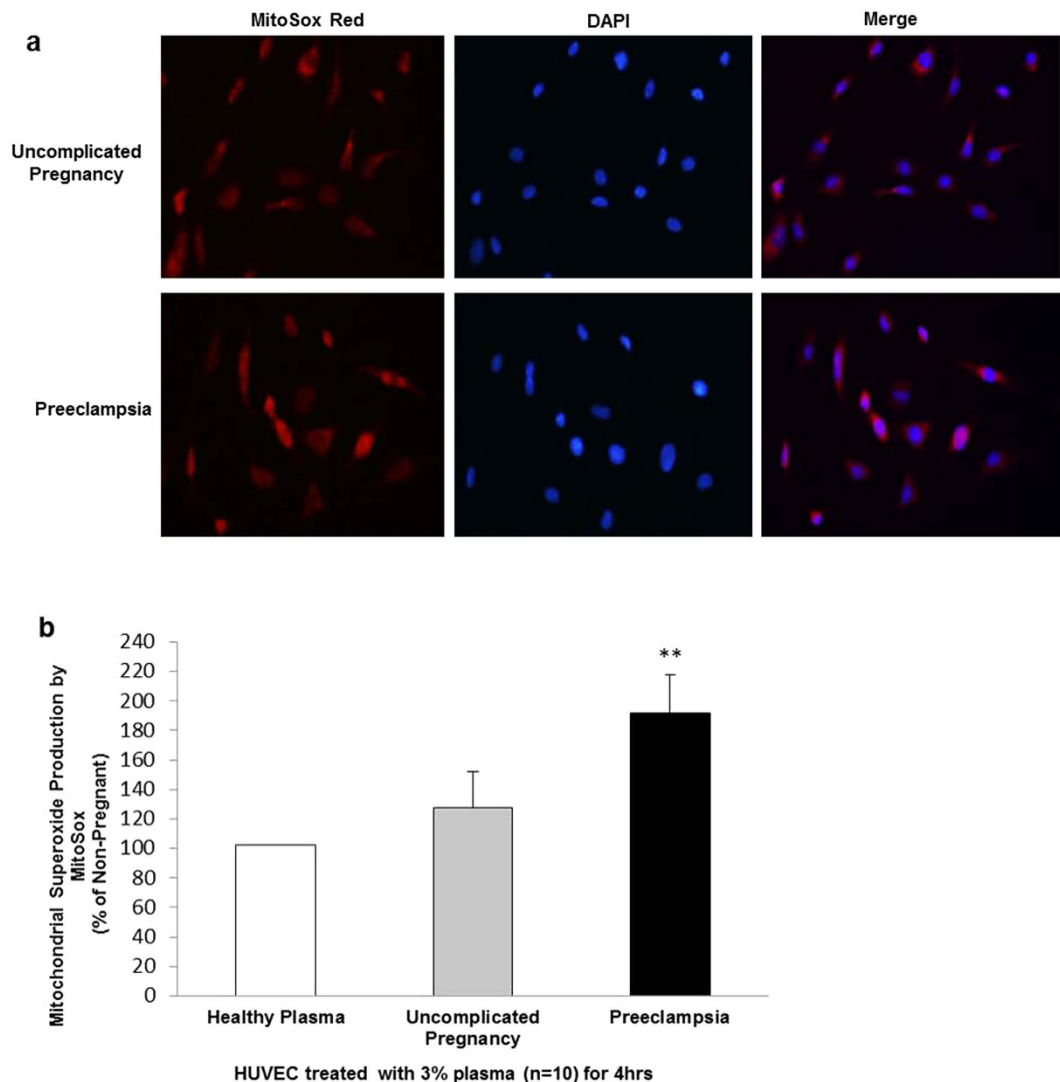 MitoSox Red
DAPI
Merge
a
Uncomplicated
Pregnancy
Preeclampsia
b
Mitochondrial Superoxide Production by
MitoSox
(% of Non-Pregnant)
240
220
200
180
160
140
120
100
80
60
40
20
0
**
Healthy Plasma
Uncomplicated
Pregnancy
Preeclampsia
HUVEC treated with 3% plasma (n=10) for 4hrs